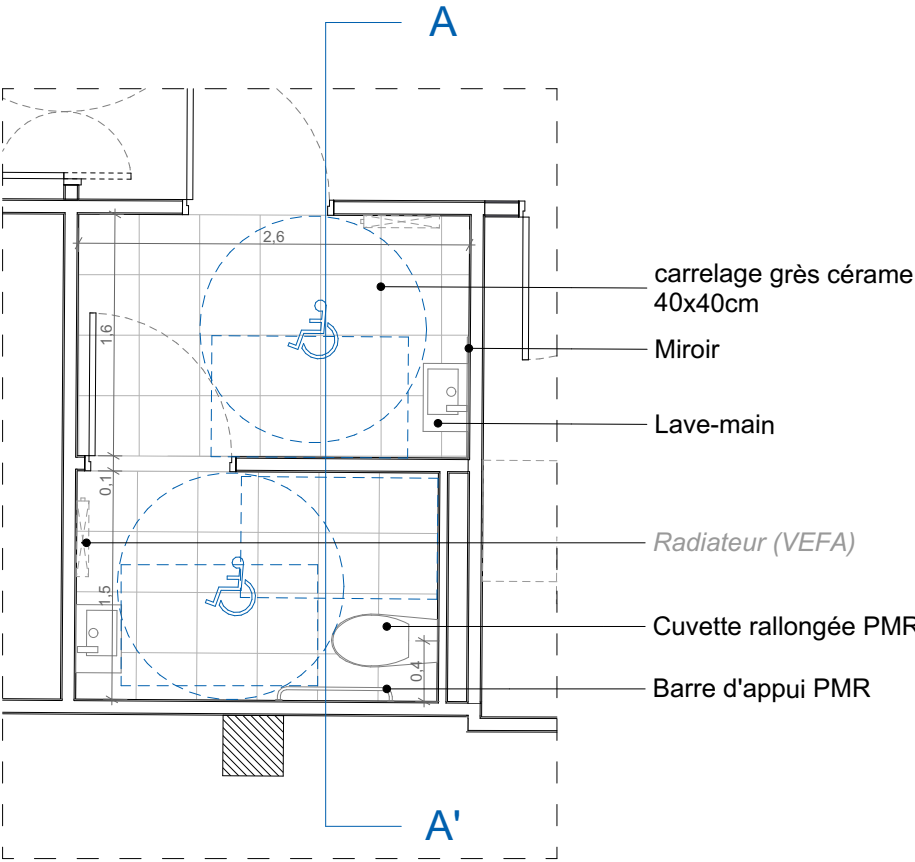 A
2,6
carrelage grès cérame
40x40cm
1,6
Miroir
Lave-main
0,1
Radiateur (VEFA)
1,5
Cuvette rallongée PMR
0,4
Barre d'appui PMR
A'